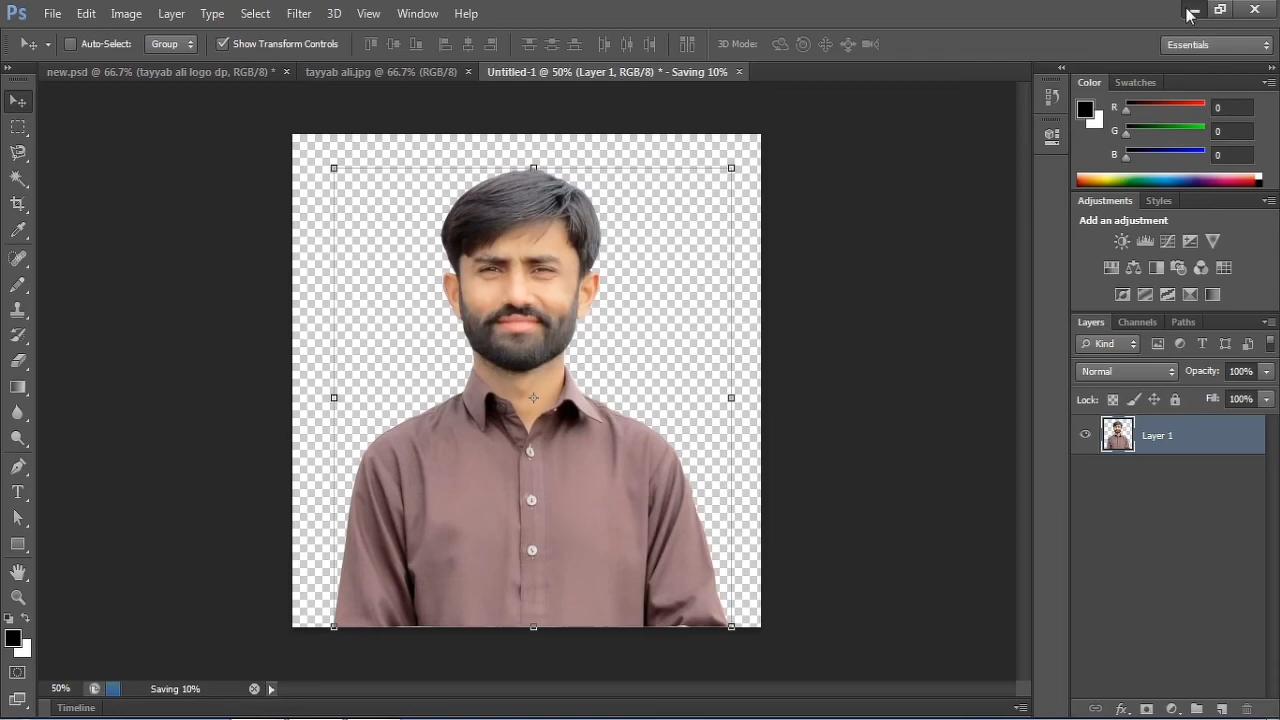 Ps File Edit Image Layer Type Select Filter 3D View Window Help
Auto-Select: Group Show Transform Controls 3D Mode: Essentials
new.psd @ 66.7% (tayyab ali logo dp, RGB/8) * × tayyab ali.jpg @ 66.7% (RGB/8) × Untitled-1 @ 50% (Layer 1, RGB/8) * - Saving 10% ×
Color Swatches
R 0
G 0
B 0
Adjustments Styles
Add an adjustment
Layers Channels Paths
Kind
Normal Opacity: 100%
Lock: Fill: 100%
Layer 1
50% Saving 10%
Timeline